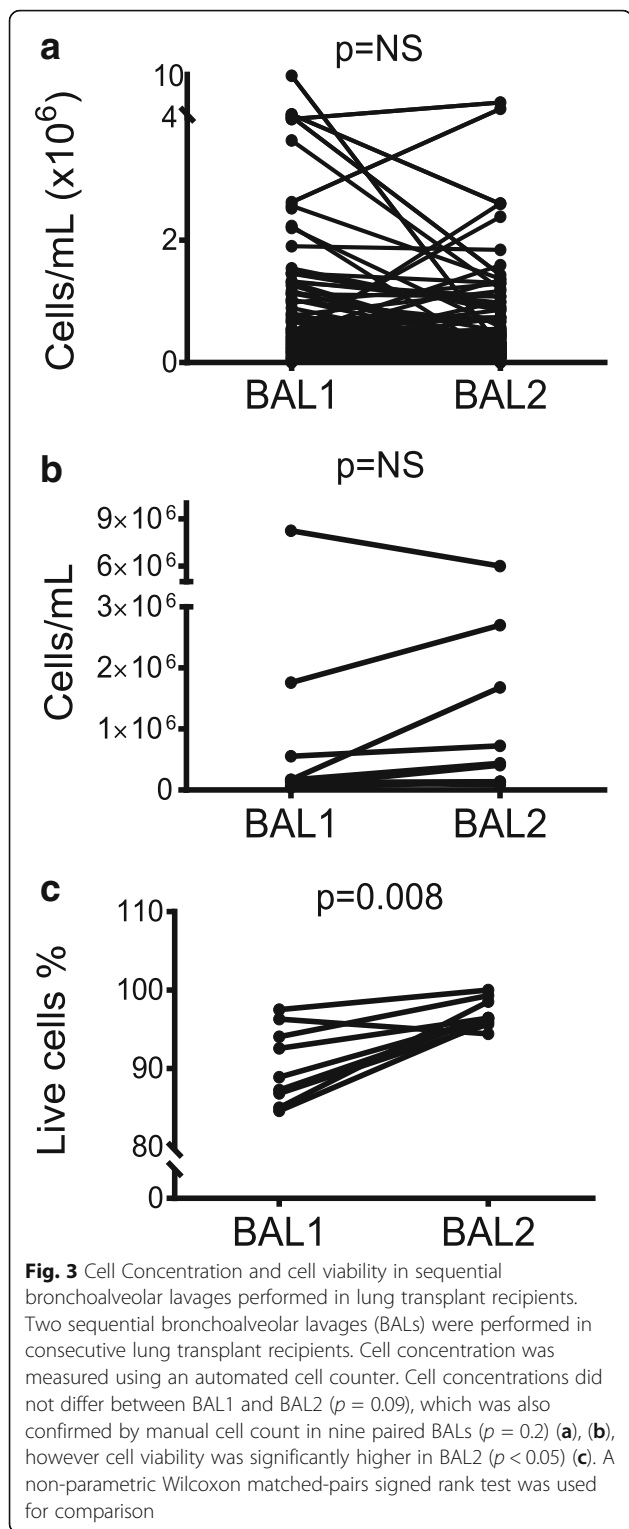 a
p=NS
Cells/mL (x10⁶)
10
4
2
0
BAL1 BAL2
b
p=NS
Cells/mL
9×10⁶
6×10⁶
3×10⁶
2×10⁶
1×10⁶
0
BAL1 BAL2
c
p=0.008
Live cells %
110
100
90
80
0
BAL1 BAL2
Fig. 3 Cell Concentration and cell viability in sequential
bronchoalveolar lavages performed in lung transplant recipients.
Two sequential bronchoalveolar lavages (BALs) were performed in
consecutive lung transplant recipients. Cell concentration was
measured using an automated cell counter. Cell concentrations did
not differ between BAL1 and BAL2 (p = 0.09), which was also
confirmed by manual cell count in nine paired BALs (p = 0.2) (a), (b),
however cell viability was significantly higher in BAL2 (p < 0.05) (c). A
non-parametric Wilcoxon matched-pairs signed rank test was used
for comparison